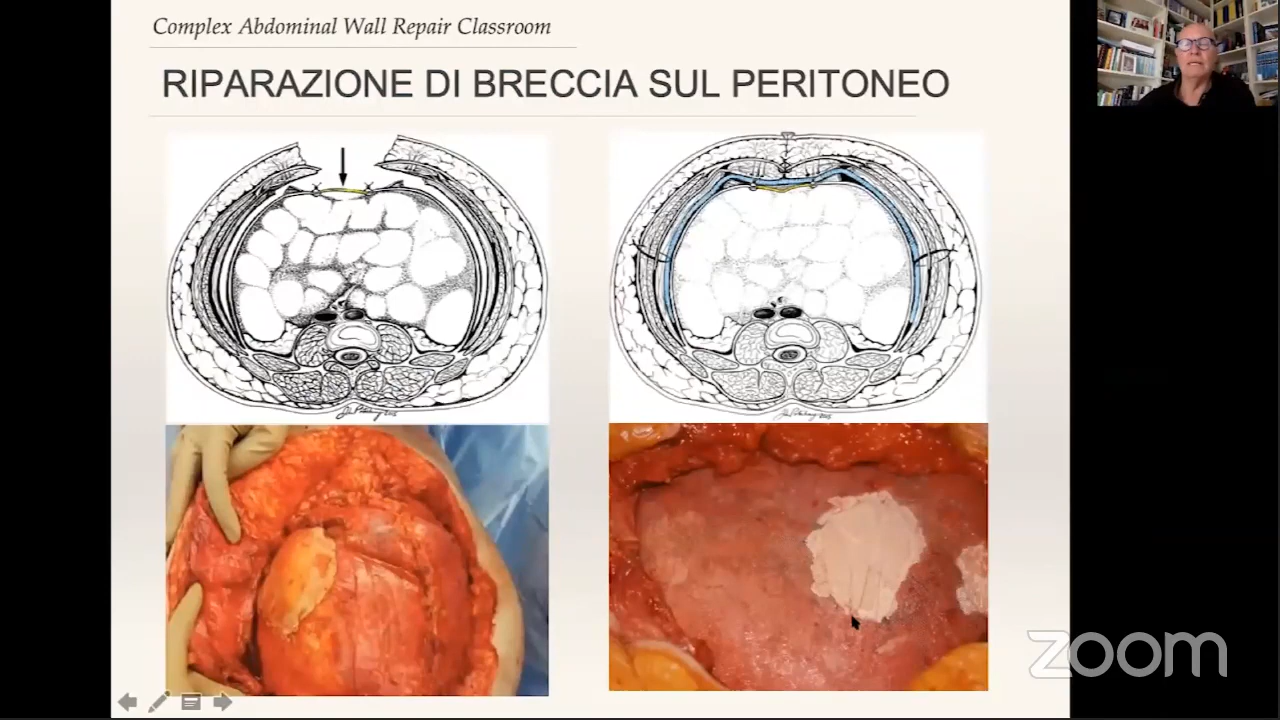 Complex Abdominal Wall Repair Classroom
RIPARAZIONE DI BRECCIA SUL PERITONEO
zoom